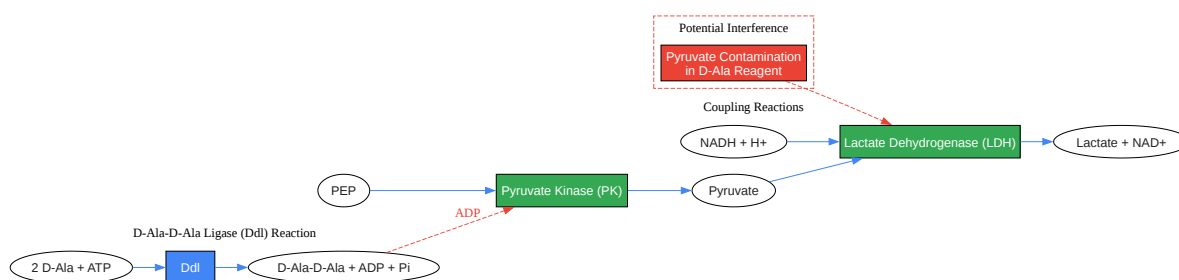 Potential Interference
Pyruvate Contamination
in D-Ala Reagent
Coupling Reactions
NADH + H+
Lactate Dehydrogenase (LDH)
Lactate + NAD+
PEP
Pyruvate Kinase (PK)
Pyruvate
ADP
D-Ala-D-Ala Ligase (Ddl) Reaction
2 D-Ala + ATP
Ddl
D-Ala-D-Ala + ADP + Pi